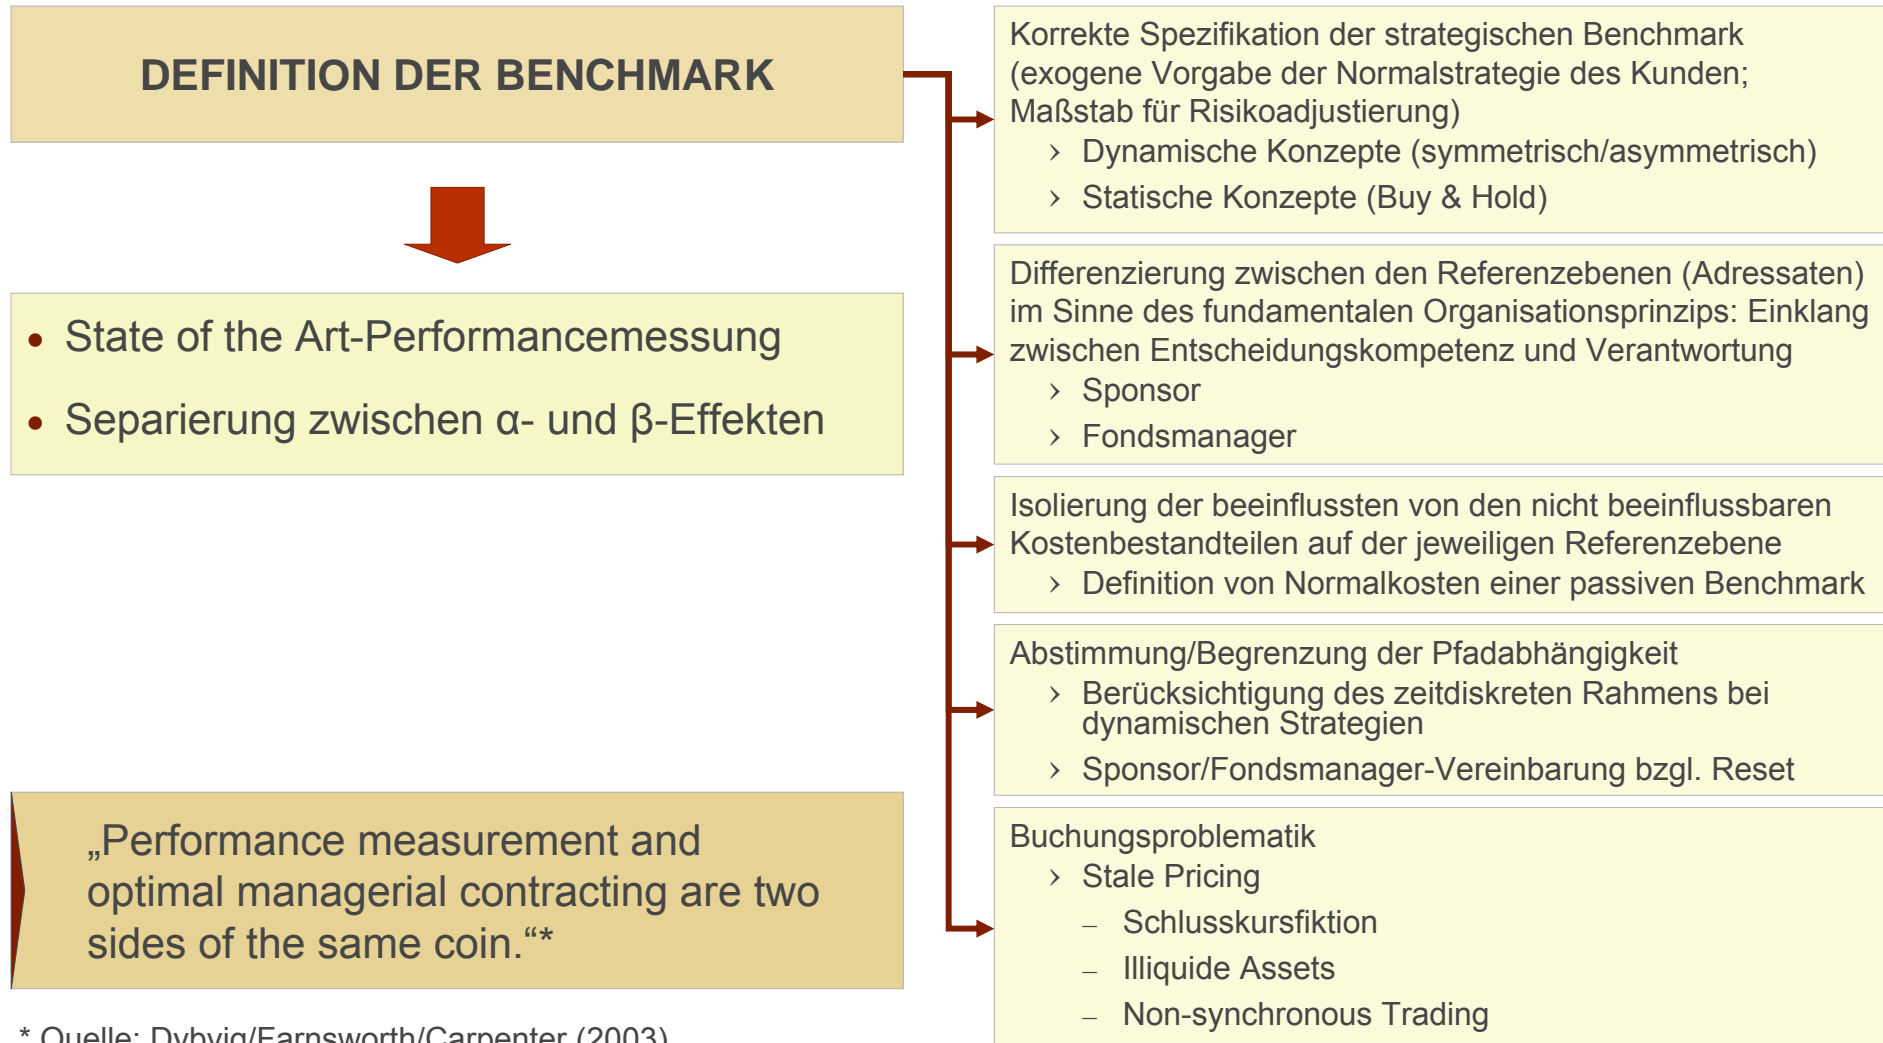 DEFINITION DER BENCHMARK
• State of the Art-Performancemessung
• Separierung zwischen α- und β-Effekten
„Performance measurement and
optimal managerial contracting are two
sides of the same coin.“*
* Quelle: Dybvig/Farnsworth/Carpenter (2003)
Korrekte Spezifikation der strategischen Benchmark
(exogene Vorgabe der Normalstrategie des Kunden;
Maßstab für Risikoadjustierung)
› Dynamische Konzepte (symmetrisch/asymmetrisch)
› Statische Konzepte (Buy & Hold)
Differenzierung zwischen den Referenzebenen (Adressaten)
im Sinne des fundamentalen Organisationsprinzips: Einklang
zwischen Entscheidungskompetenz und Verantwortung
› Sponsor
› Fondsmanager
Isolierung der beeinflussten von den nicht beeinflussbaren
Kostenbestandteilen auf der jeweiligen Referenzebene
› Definition von Normalkosten einer passiven Benchmark
Abstimmung/Begrenzung der Pfadabhängigkeit
› Berücksichtigung des zeitdiskreten Rahmens bei
dynamischen Strategien
› Sponsor/Fondsmanager-Vereinbarung bzgl. Reset
Buchungsproblematik
› Stale Pricing
– Schlusskursfiktion
– Illiquide Assets
– Non-synchronous Trading